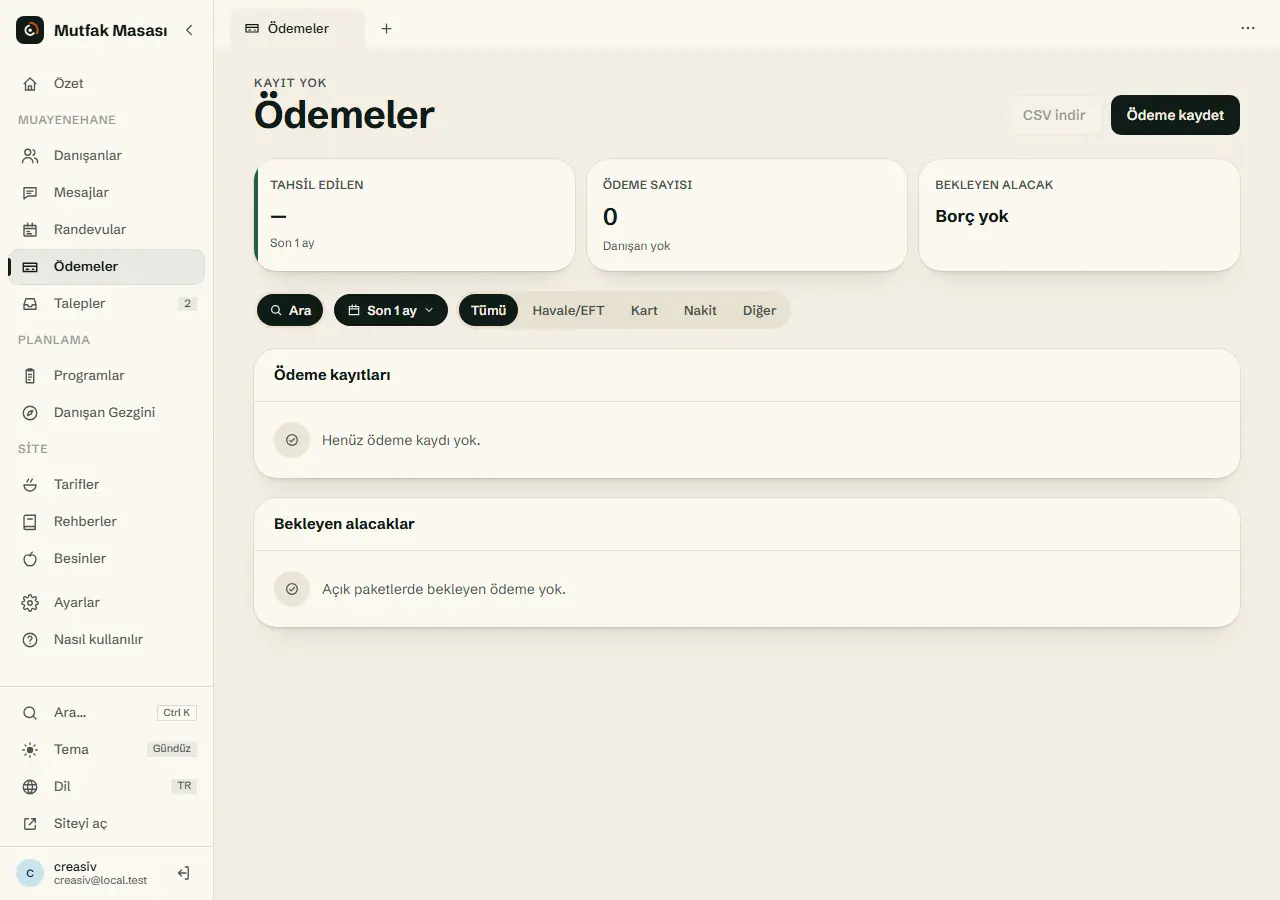 Mutfak Masası
Özet
MUAYENEHANE
Danışanlar
Mesajlar
Randevular
Ödemeler
Talepler 2
PLANLAMA
Programlar
Danışan Gezgini
SİTE
Tarifler
Rehberler
Besinler
Ayarlar
Nasıl kullanılır
Ara... Ctrl K
Tema Gündüz
Dil TR
Siteyi aç
C
creasiv
creasiv@local.test
Ödemeler
KAYIT YOK
Ödemeler
CSV indir
Ödeme kaydet
TAHSİL EDİLEN
–
Son 1 ay
ÖDEME SAYISI
0
Danışan yok
BEKLEYEN ALACAK
Borç yok
Ara Son 1 ay Tümü Havale/EFT Kart Nakit Diğer
Ödeme kayıtları
Henüz ödeme kaydı yok.
Bekleyen alacaklar
Açık paketlerde bekleyen ödeme yok.